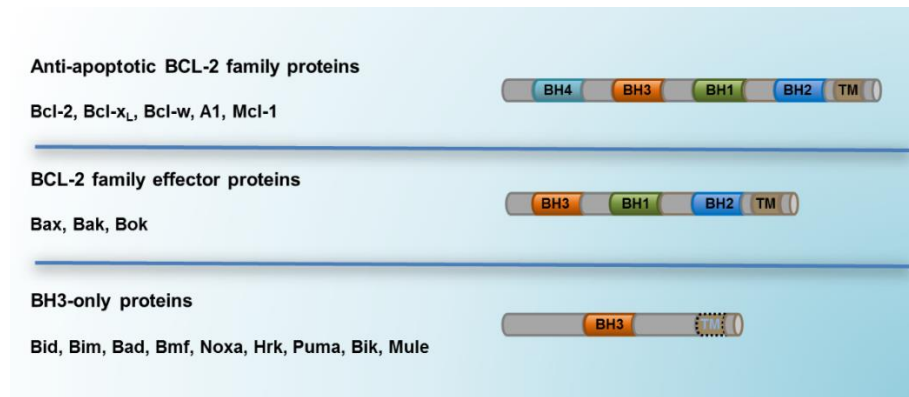 Anti-apoptotic BCL-2 family proteins
BH4 BH3 BH1 BH2 TM
Bcl-2, Bcl-xL, Bcl-w, A1, Mcl-1
BCL-2 family effector proteins
BH3 BH1 BH2 TM
Bax, Bak, Bok
BH3-only proteins
BH3 TM
Bid, Bim, Bad, Bmf, Noxa, Hrk, Puma, Bik, Mule